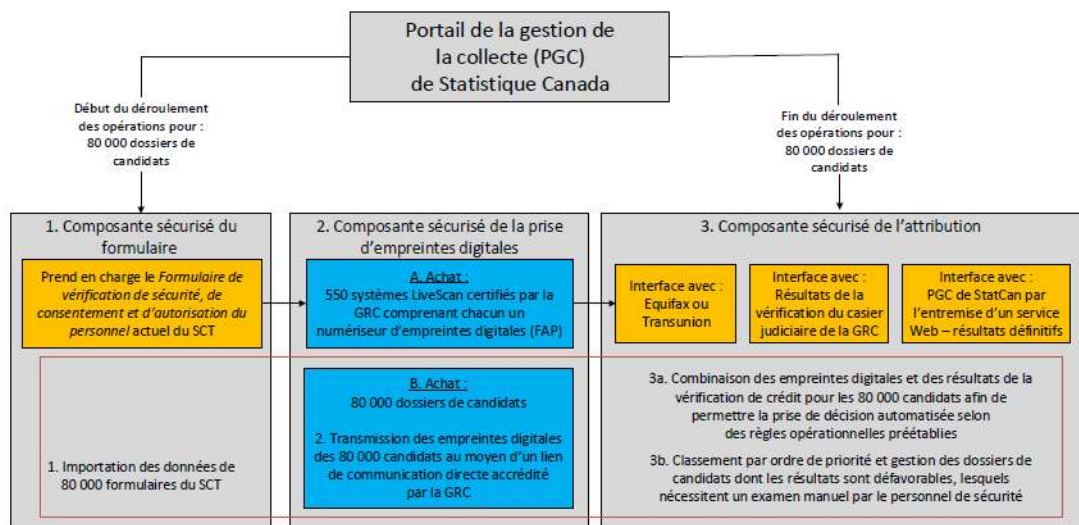 Portail de la gestion de
la collecte (PGC)
de Statistique Canada
Début du déroulement
des opérations pour :
80 000 dossiers de
candidats
Fin du déroulement
des opérations pour :
80 000 dossiers de
candidats
1. Composante sécurisé du
formulaire
Prend en charge le Formulaire de
vérification de sécurité, de
consentement et d'autorisation du
personnel actuel du SCT
1. Importation des données de
80 000 formulaires du SCT
2. Composante sécurisé de la prise
d'empreintes digitales
A. Achat :
550 systèmes LiveScan certifiés par la
GRC comprenant chacun un
numériseur d'empreintes digitales (FAP)
B. Achat :
80 000 dossiers de candidats
2. Transmission des empreintes digitales
des 80 000 candidats au moyen d'un lien
de communication directe accrédité
par la GRC
3. Composante sécurisé de l'attribution
Interface avec :
Equifax ou
Transunion
Interface avec :
Résultats de la
vérification du casier
judiciaire de la GRC
Interface avec :
PGC de StatCan par
l'entremise d'un service
Web – résultats définitifs
3a. Combinaison des empreintes digitales et des résultats de la
vérification de crédit pour les 80 000 candidats afin de
permettre la prise de décision automatisée selon
des règles opérationnelles préétablies
3b. Classement par ordre de priorité et gestion des dossiers de
candidats dont les résultats sont défavorables, lesquels
nécessitent un examen manuel par le personnel de sécurité